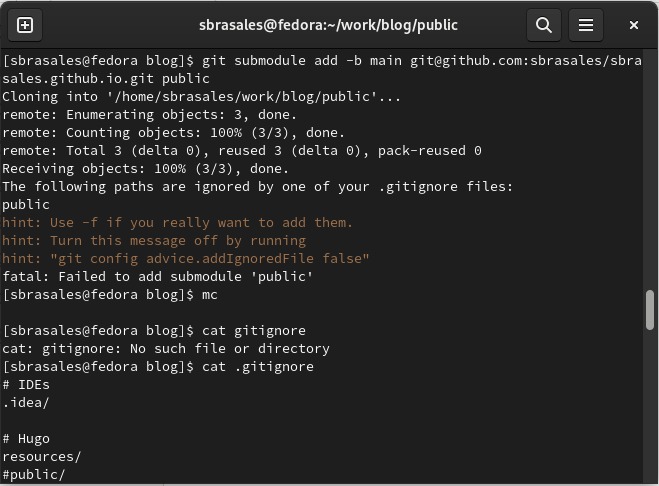 sbrasales@fedora:~/work/blog/public
[sbrasales@fedora blog]$ git submodule add -b main git@github.com:sbrasales/sbra
sales.github.io.git public
Cloning into '/home/sbrasales/work/blog/public'...
remote: Enumerating objects: 3, done.
remote: Counting objects: 100% (3/3), done.
remote: Total 3 (delta 0), reused 3 (delta 0), pack-reused 0
Receiving objects: 100% (3/3), done.
The following paths are ignored by one of your .gitignore files:
public
hint: Use -f if you really want to add them.
hint: Turn this message off by running
hint: "git config advice.addIgnoredFile false"
fatal: Failed to add submodule 'public'
[sbrasales@fedora blog]$ mc
[sbrasales@fedora blog]$ cat gitignore
cat: gitignore: No such file or directory
[sbrasales@fedora blog]$ cat .gitignore
# IDEs
.idea/
# Hugo
resources/
#public/